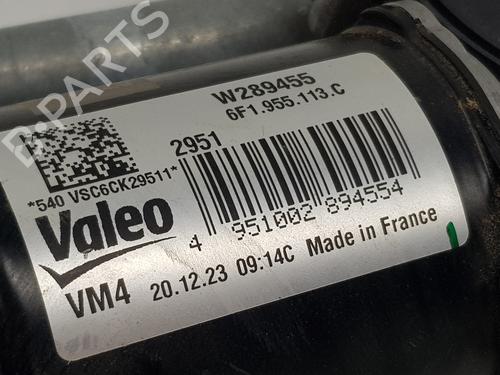 B-PARTS
W289455
6F1.955.113.C
2951
*540 VSC6CK29511*
Valeo
4 951002 894554
VM4 20.12.23 09:14C Made in France